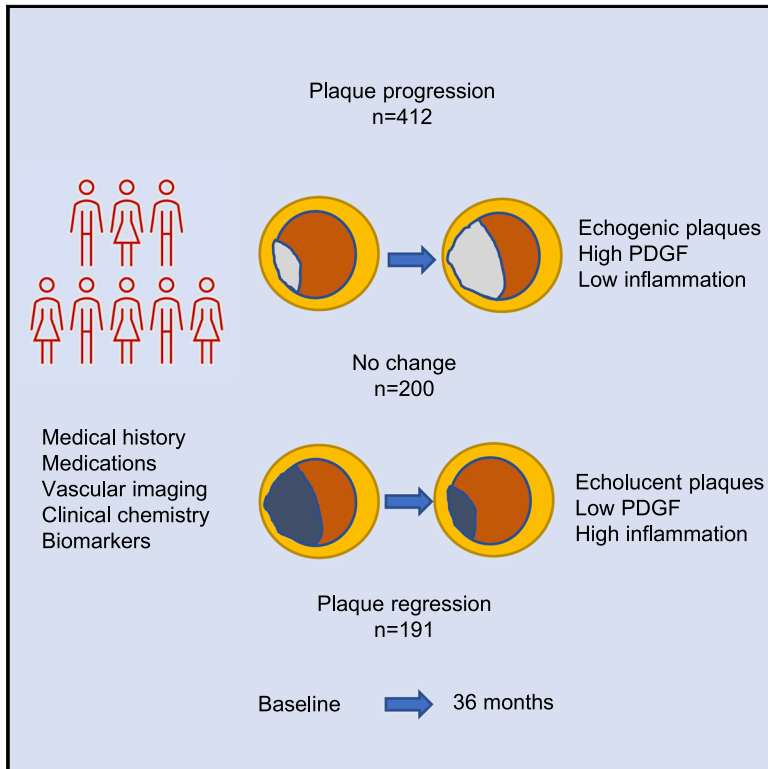 Plaque progression
n=412
Echogenic plaques
High PDGF
Low inflammation
No change
n=200
Medical history
Medications
Vascular imaging
Clinical chemistry
Biomarkers
Echolucent plaques
Low PDGF
High inflammation
Plaque regression
n=191
Baseline
36 months